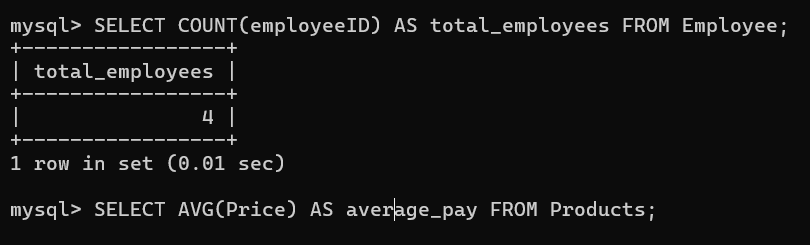 mysql> SELECT COUNT(employeeID) AS total_employees FROM Employee;
+-----------------+
| total_employees |
+-----------------+
|               4 |
+-----------------+
1 row in set (0.01 sec)
mysql> SELECT AVG(Price) AS average_pay FROM Products;